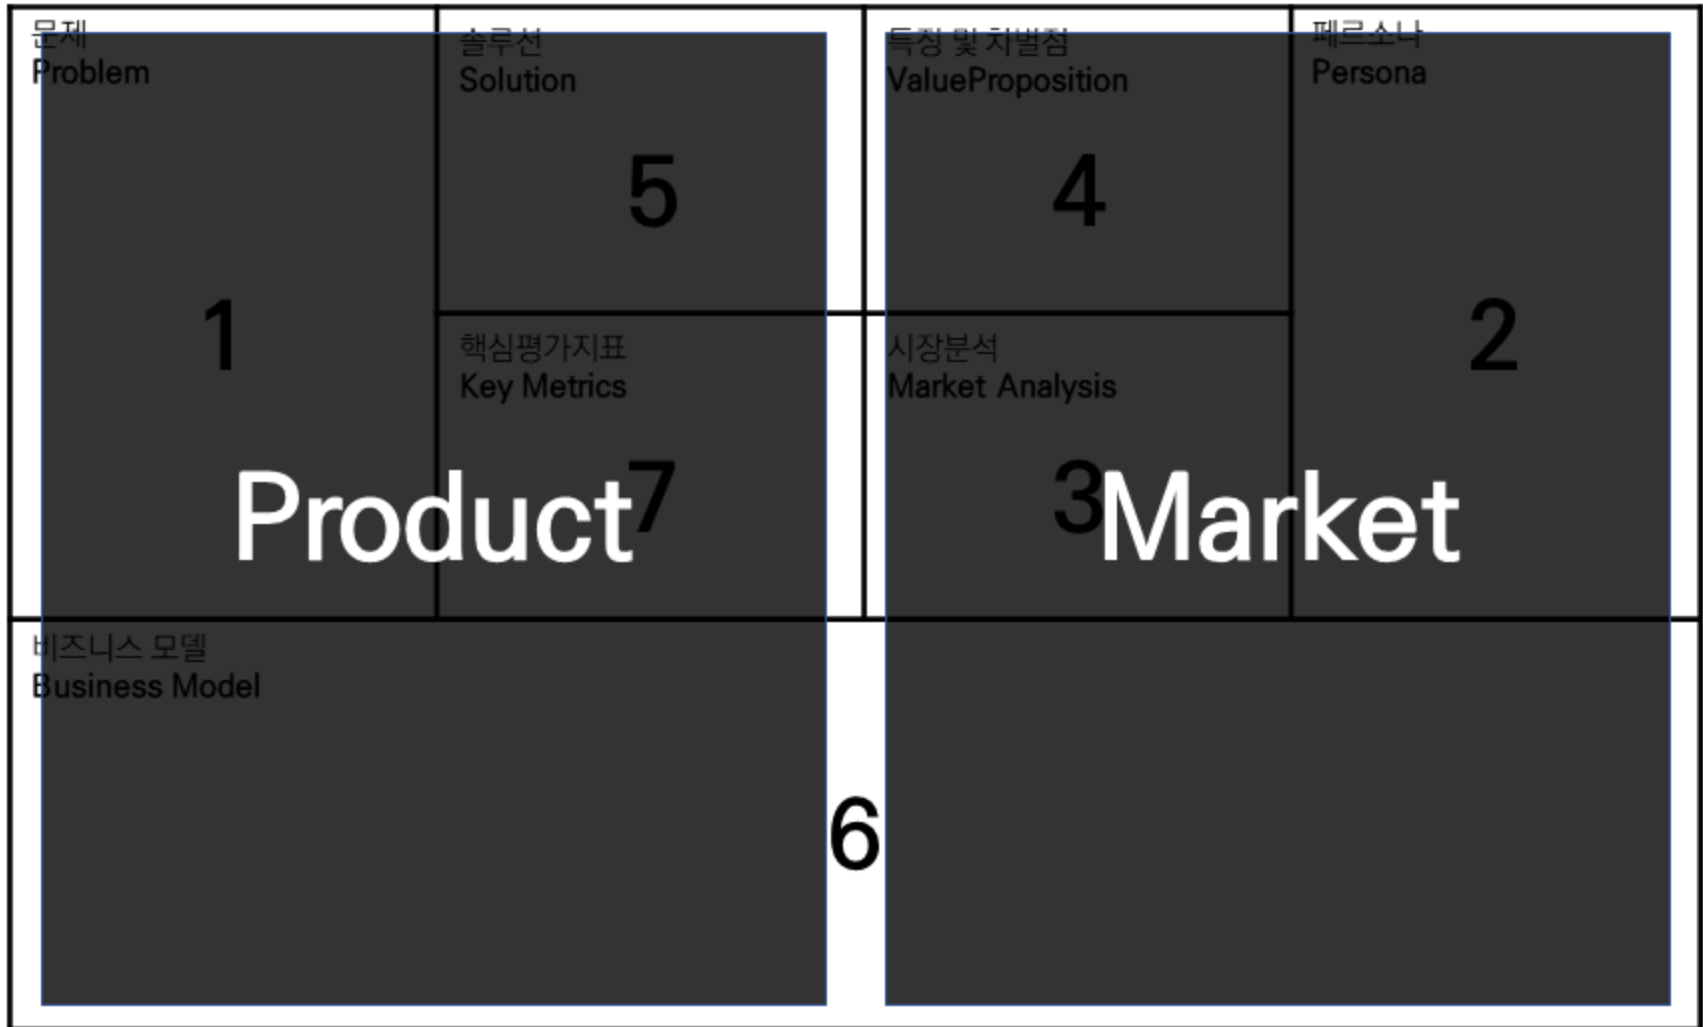 문제
Problem
1
솔루션
Solution
5
특징 및 차별점
ValueProposition
4
페르소나
Persona
2
핵심평가지표
Key Metrics
7
시장분석
Market Analysis
3
Product
Market
비즈니스 모델
Business Model
6